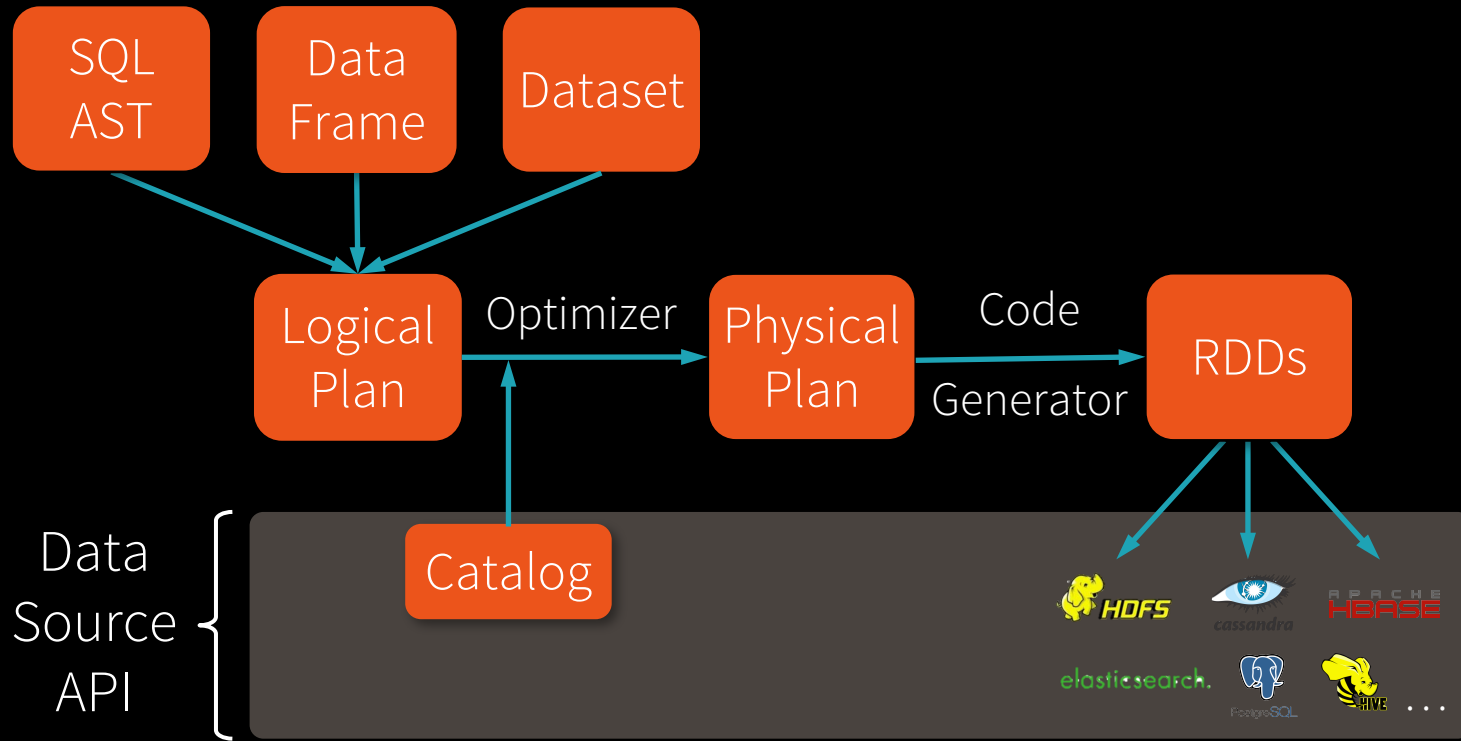 SQL
AST
Data
Frame
Dataset
Logical
Plan
Optimizer
Physical
Plan
Code
Generator
RDDs
Data
Source
API
Catalog
HDFS
cassandra
APACHE
HBASE
elasticsearch.
PostgreSQL
HIVE
...